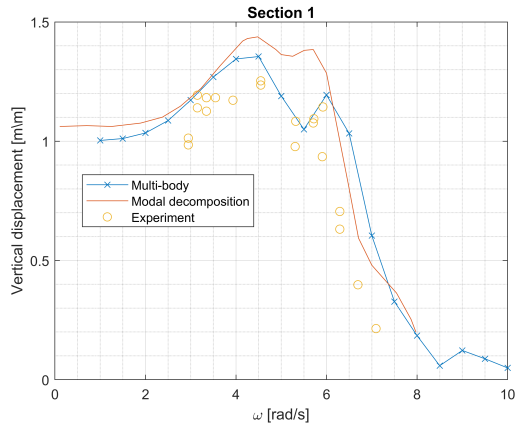 Section 1
Vertical displacement [m\m]
1.5
1
0.5
0
Multi-body
Modal decomposition
Experiment
0 2 4 6 8 10
ω [rad/s]